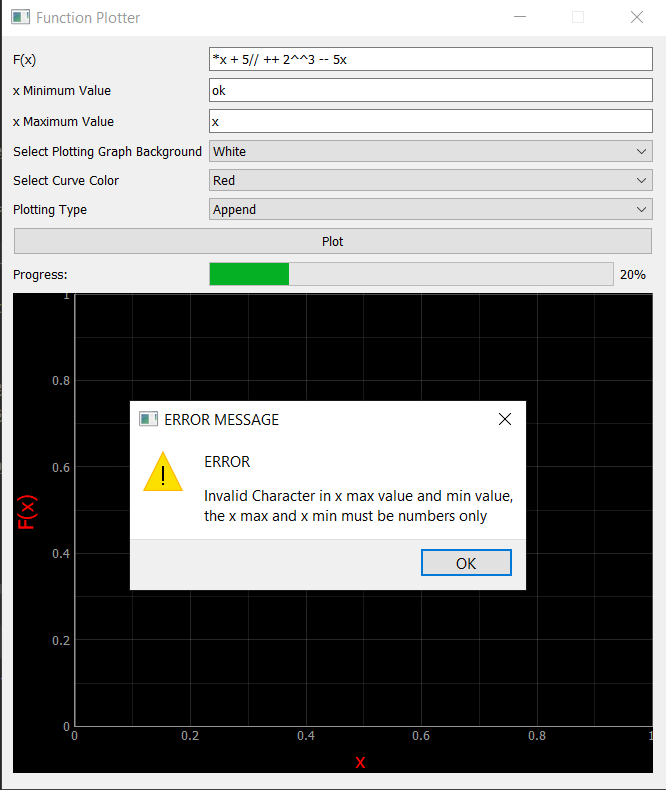 Function Plotter
F(x) *x + 5// ++ 2^^3 -- 5x
x Minimum Value ok
x Maximum Value x
Select Plotting Graph Background White
Select Curve Color Red
Plotting Type Append
Plot
Progress: 20%
1
0.8
ERROR MESSAGE
ERROR
0.6
Invalid Character in x max value and min value,
the x max and x min must be numbers only
F(x)
0.4
OK
0.2
0
0 0.2 0.4 0.6 0.8 1
x